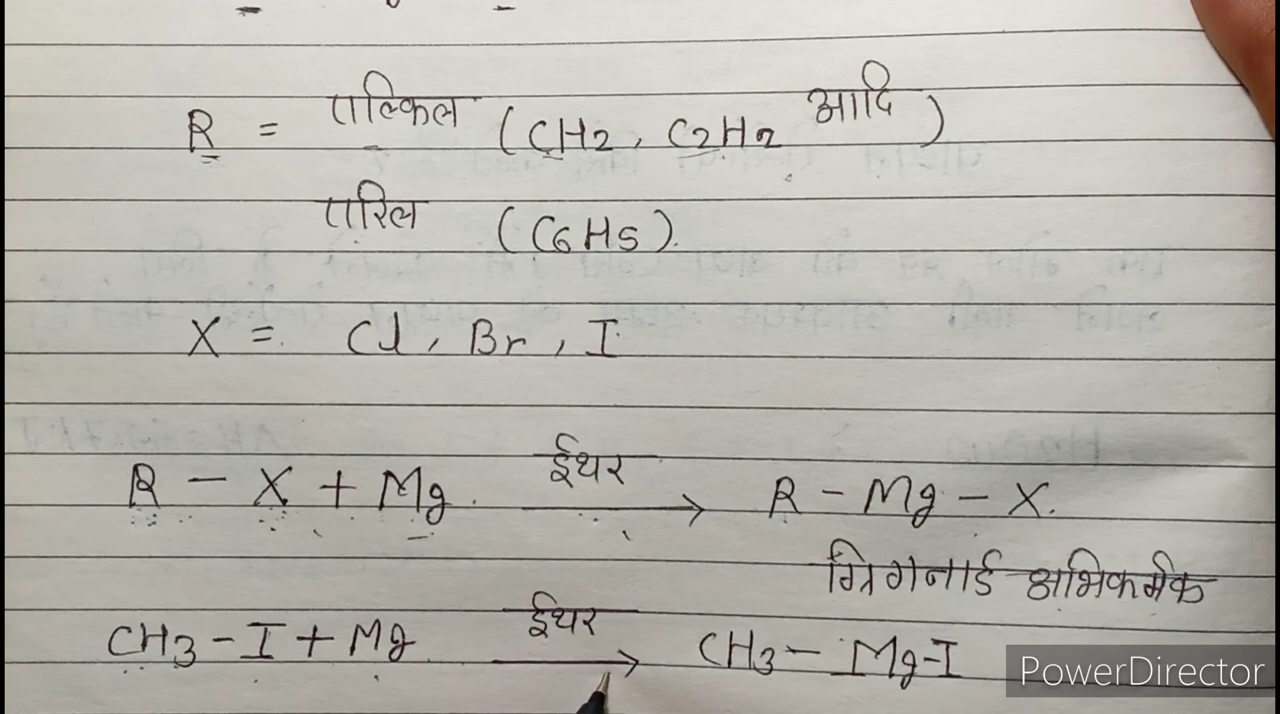 R = एल्किल (CH2, C2H2 आदि)
एरिल (C6H5).
X = Cl, Br, I
R - X + Mg ईथर → R - Mg - X.
ग्रिगनार्ड अभिकर्मक
CH3 - I + Mg ईथर → CH3 - Mg-I
PowerDirector